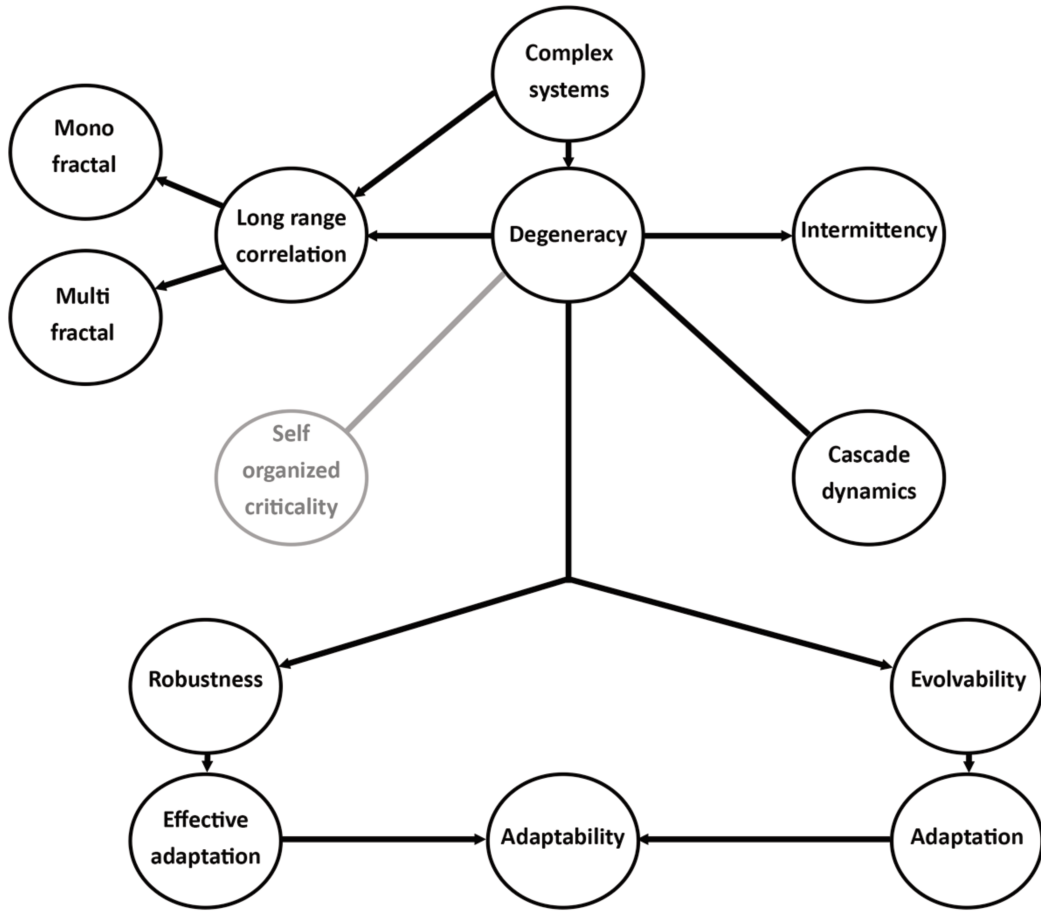 Complex
systems
Mono
fractal
Long range
correlation
Degeneracy
Intermittency
Multi
fractal
Self
organized
criticality
Cascade
dynamics
Robustness
Evolvability
Effective
adaptation
Adaptability
Adaptation